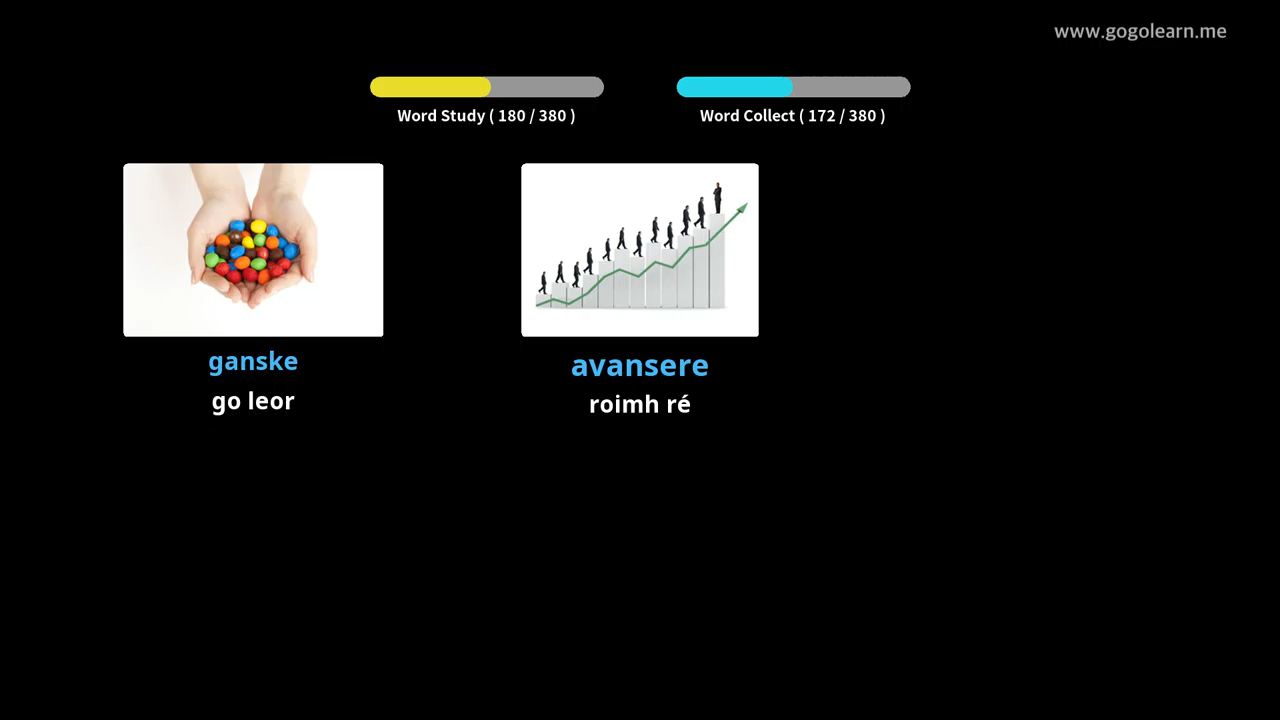 www.gogolearn.me
Word Study ( 180 / 380 )
Word Collect ( 172 / 380 )
ganske
go leor
avansere
roimh ré